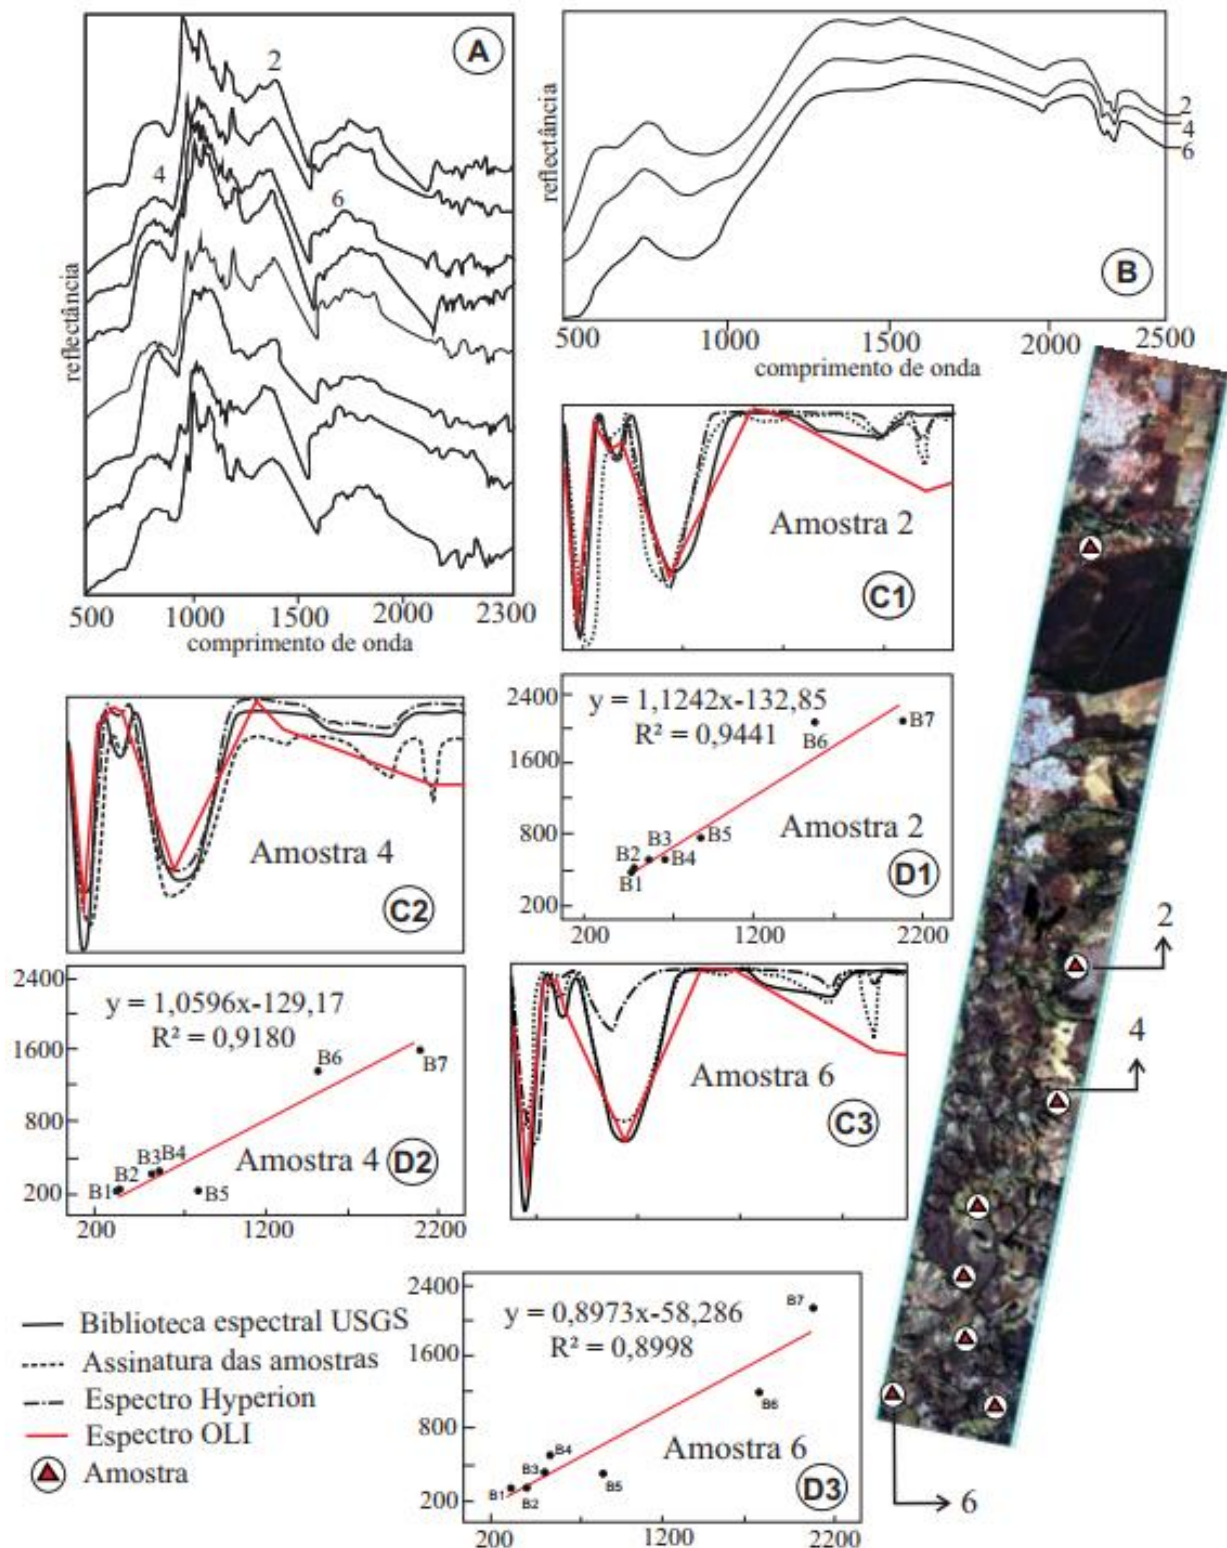 A
2
4
6
reflectância
500 1000 1500 2000 2300
comprimento de onda
B
reflectância
2
4
6
500 1000 1500 2000 2500
comprimento de onda
Amostra 2
C1
Amostra 4
C2
2400
1600
800
200
y = 1,1242x-132,85
R² = 0,9441
B6
B7
B3
B5
B2
B4
B1
Amostra 2
D1
200 1200 2200
2400
1600
800
200
y = 1,0596x-129,17
R² = 0,9180
B6
B7
B3 B4
B2
B1
B5
Amostra 4
D2
200 1200 2200
Amostra 6
C3
2
4
6
Biblioteca espectral USGS
Assinatura das amostras
Espectro Hyperion
Espectro OLI
Amostra
2400
1600
800
200
y = 0,8973x-58,286
R² = 0,8998
B7
B6
B4
B3
B5
B1
B2
Amostra 6
D3
200 1200 2200